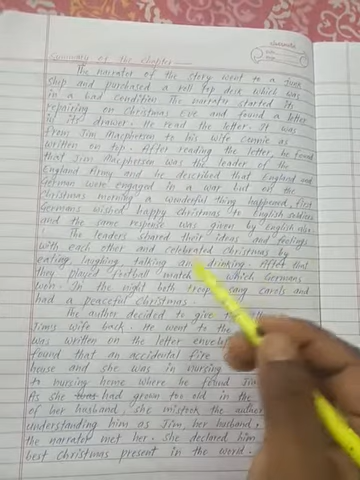 Summary of the Chapter
The narrator of the story went to a junk
shop and purchased a roll top desk which was
in a bad condition. The narrator started its
repairing on Christmas Eve and found a letter
in its drawer. He read the letter. It was
from Jim Macpherson to his wife Connie as
written on top. After reading the letter, he found
that Jim Macpherson was the leader of the
England Army and he described that England and
German were engaged in a war but on the
Christmas morning a wonderful thing happened, first
Germans wished happy Christmas to English soldiers
and the same response was given by English also.
The leaders shared their ideas and feelings
with each other and celebrated Christmas by
eating, laughing, talking and drinking. After that
they played football match which Germans
won. In the night both troops sang carols and
had a peaceful Christmas.
The author decided to give
Jim's wife back. He went to the
was written on the letter
found that an accidental fire
house and she was in nursing
to nursing home where he found
As she had grown too old in the
of her husband, she mistook the author
understanding him as Jim, her husband,
the narrator met her. She declared him
best Christmas present in the world.